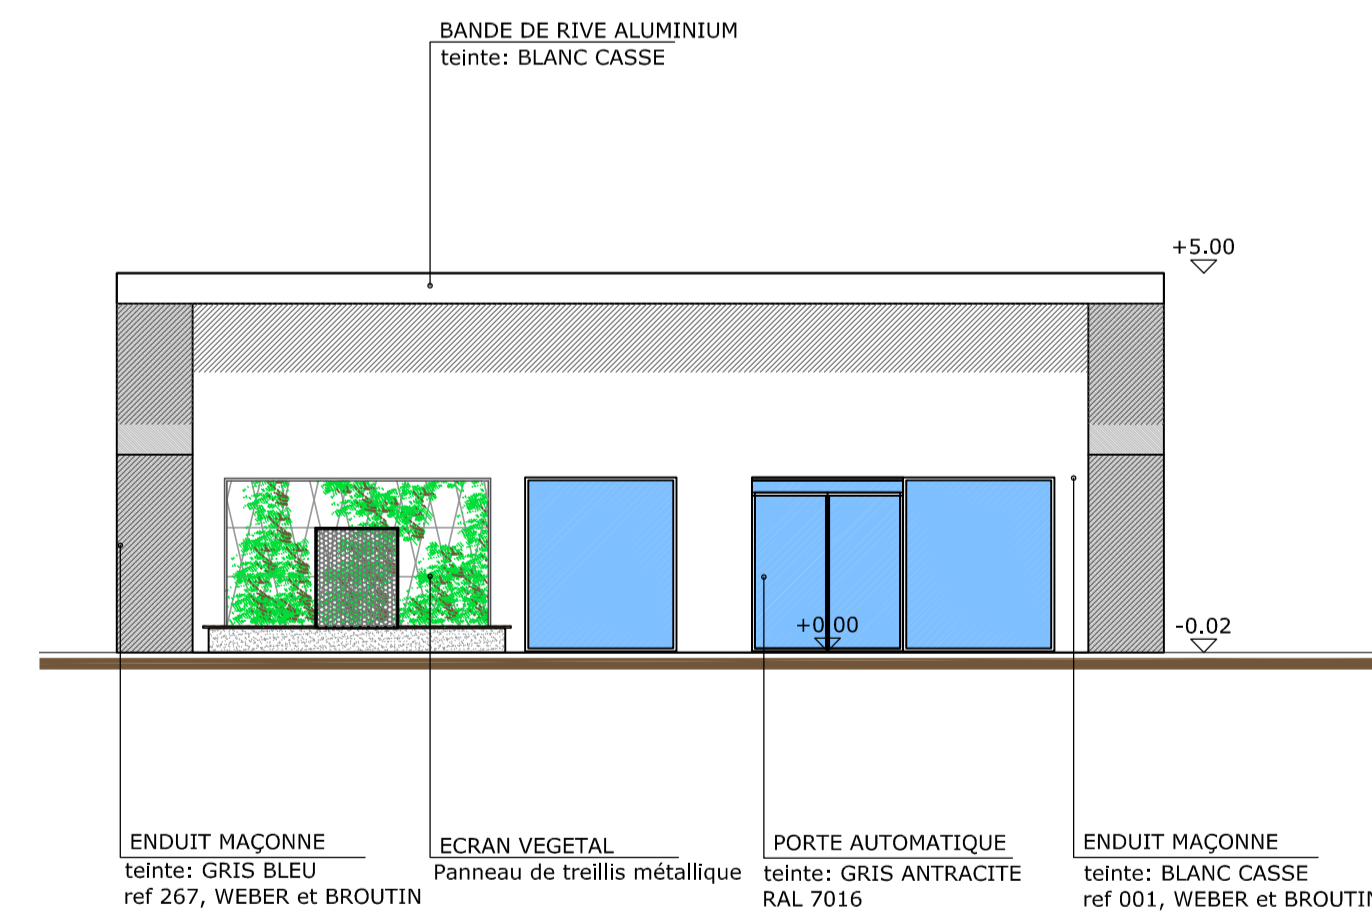 BANDE DE RIVE ALUMINIUM
teinte: BLANC CASSE
+5.00
+0.00
-0.02
ENDUIT MAÇONNE
teinte: GRIS BLEU
ref 267, WEBER et BROUTIN
ECRAN VEGETAL
Panneau de treillis métallique
PORTE AUTOMATIQUE
teinte: GRIS ANTRACITE
RAL 7016
ENDUIT MAÇONNE
teinte: BLANC CASSE
ref 001, WEBER et BROUTIN